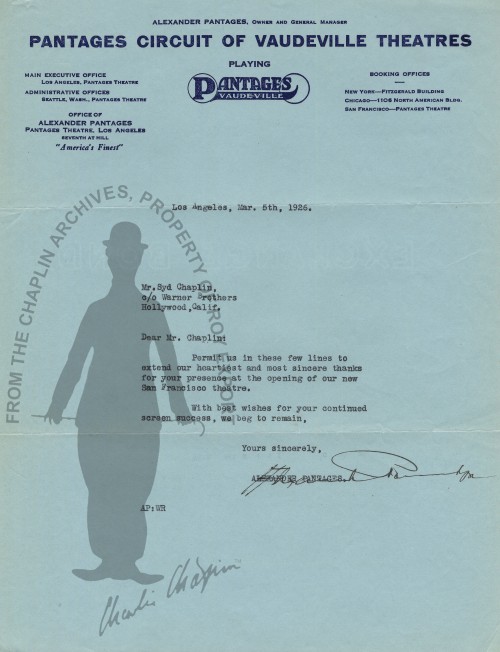 ALEXANDER PANTAGES, OWNER AND GENERAL MANAGER
PANTAGES CIRCUIT OF VAUDEVILLE THEATRES
PLAYING
PANTAGES
VAUDEVILLE
MAIN EXECUTIVE OFFICE
LOS ANGELES, PANTAGES THEATRE
ADMINISTRATIVE OFFICES
SEATTLE, WASH., PANTAGES THEATRE
OFFICE OF
ALEXANDER PANTAGES
PANTAGES THEATRE, LOS ANGELES
SEVENTH AT HILL
"America's Finest"
BOOKING OFFICES
NEW YORK—FITZGERALD BUILDING
CHICAGO—1106 NORTH AMERICAN BLDG.
SAN FRANCISCO—PANTAGES THEATRE
Los Angeles, Mar. 5th, 1926.
Mr.Syd Chaplin,
c/o Warner Brothers
Hollywood,Calif.
Dear Mr. Chaplin:
Permit us in these few lines to
extend our heartiest and most sincere thanks
for your presence at the opening of our new
San Francisco theatre.
With best wishes for your continued
screen success, we beg to remain,
Yours sincerely,
ALEXANDER PANTAGES.
AP:WR
FROM THE CHAPLIN ARCHIVES, PROPERTY OF ROY EXPORT
Charlie Chaplin